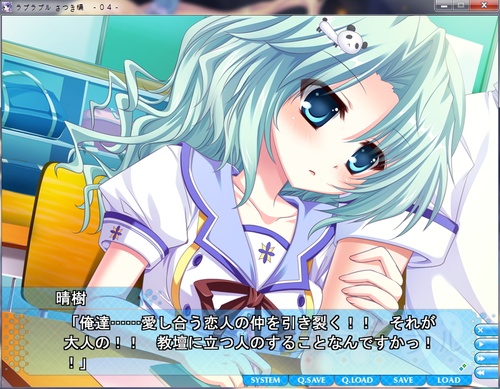 ラブラブル さつき編 -04-
晴樹
「俺達……愛し合う恋人の仲を引き裂く！！　それが
大人の！！　教壇に立つ人のすることなんですかっ！
！」
SYSTEM Q.SAVE Q.LOAD SAVE LOAD